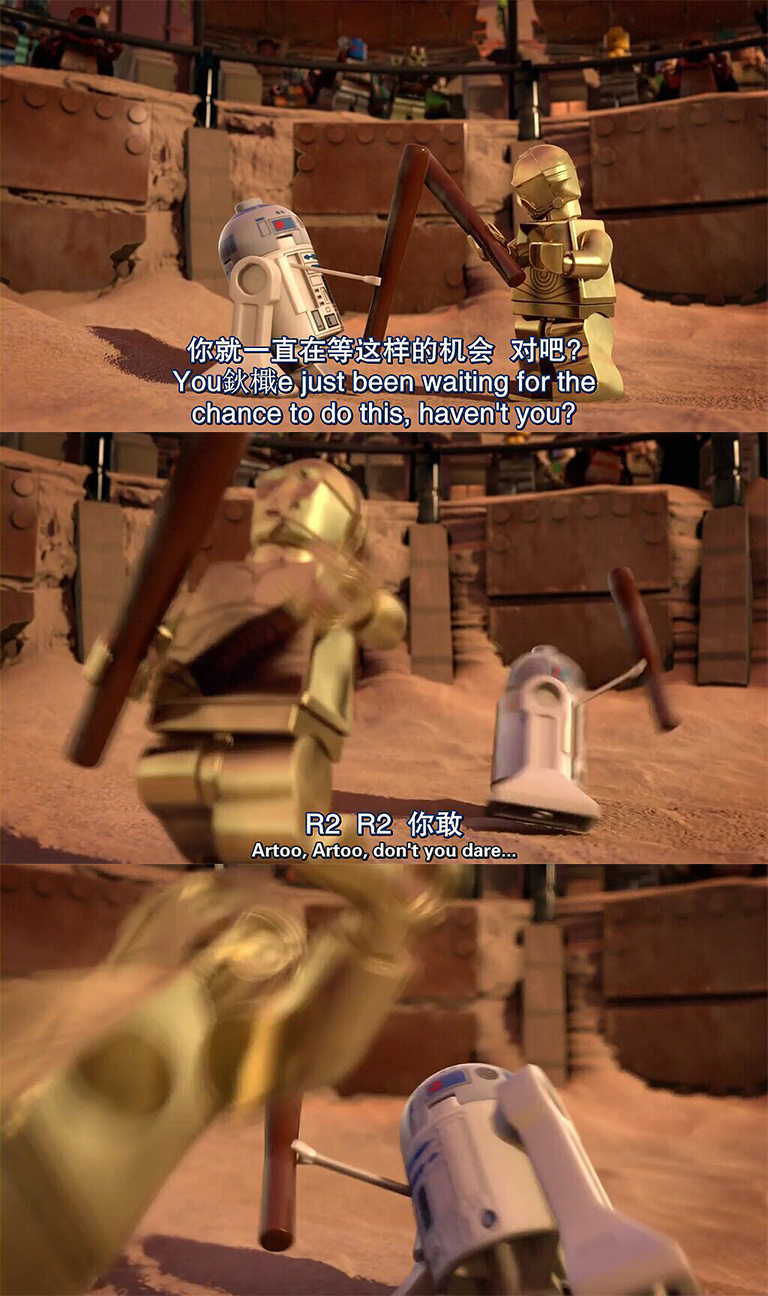 你就一直在等这样的机会 对吧?
You鈥檝e just been waiting for the
chance to do this, haven't you?
R2 R2 你敢
Artoo, Artoo, don't you dare...